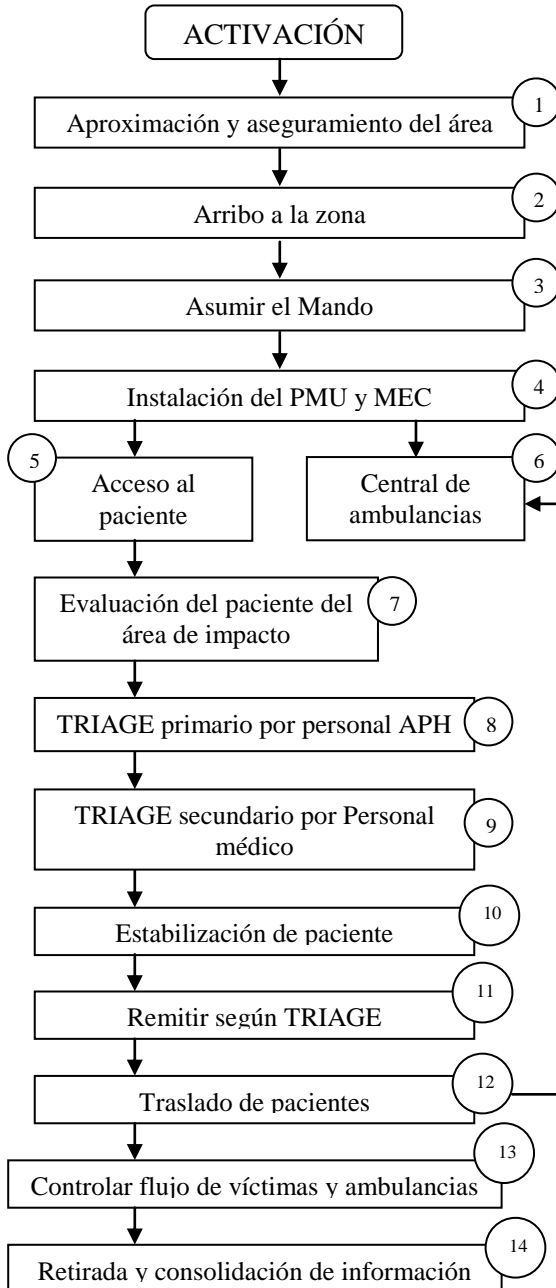 ACTIVACIÓN
1
Aproximación y aseguramiento del área
2
Arribo a la zona
3
Asumir el Mando
4
Instalación del PMU y MEC
5
Acceso al
paciente
6
Central de
ambulancias
7
Evaluación del paciente del
área de impacto
8
TRIAGE primario por personal APH
9
TRIAGE secundario por Personal
médico
10
Estabilización de paciente
11
Remitir según TRIAGE
12
Traslado de pacientes
13
Controlar flujo de víctimas y ambulancias
14
Retirada y consolidación de información